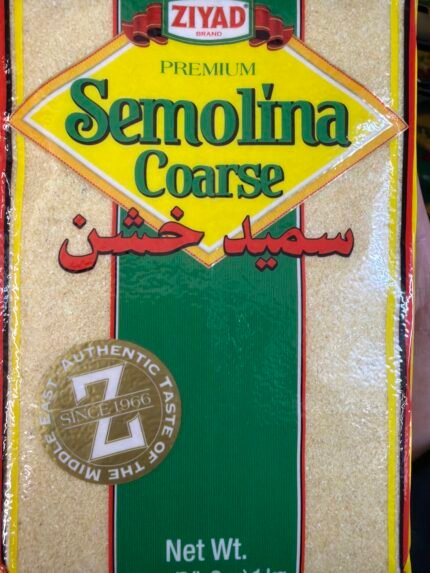 ZIYAD
BRAND
PREMIUM
Semolina
Coarse
سميد خشن
AUTHENTIC TASTE OF THE MIDDLE EAST
SINCE 1966
Z
Net Wt.